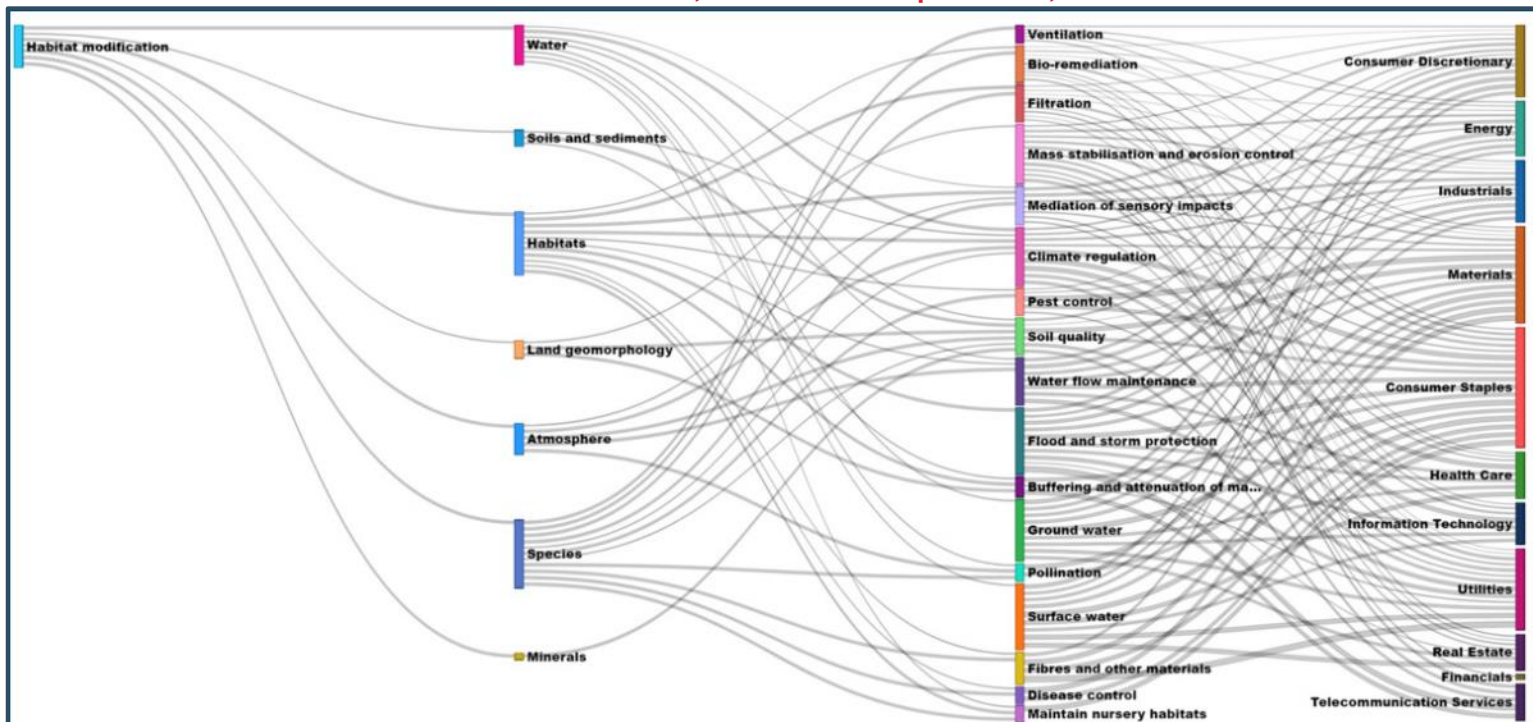 Habitat modification
Water
Soils and sediments
Habitats
Land geomorphology
Atmosphere
Species
Minerals
Ventilation
Bio-remediation
Filtration
Mass stabilisation and erosion control
Mediation of sensory impacts
Climate regulation
Pest control
Soil quality
Water flow maintenance
Flood and storm protection
Buffering and attenuation of ma...
Ground water
Pollination
Surface water
Fibres and other materials
Disease control
Maintain nursery habitats
Consumer Discretionary
Energy
Industrials
Materials
Consumer Staples
Health Care
Information Technology
Utilities
Real Estate
Financials
Telecommunication Services